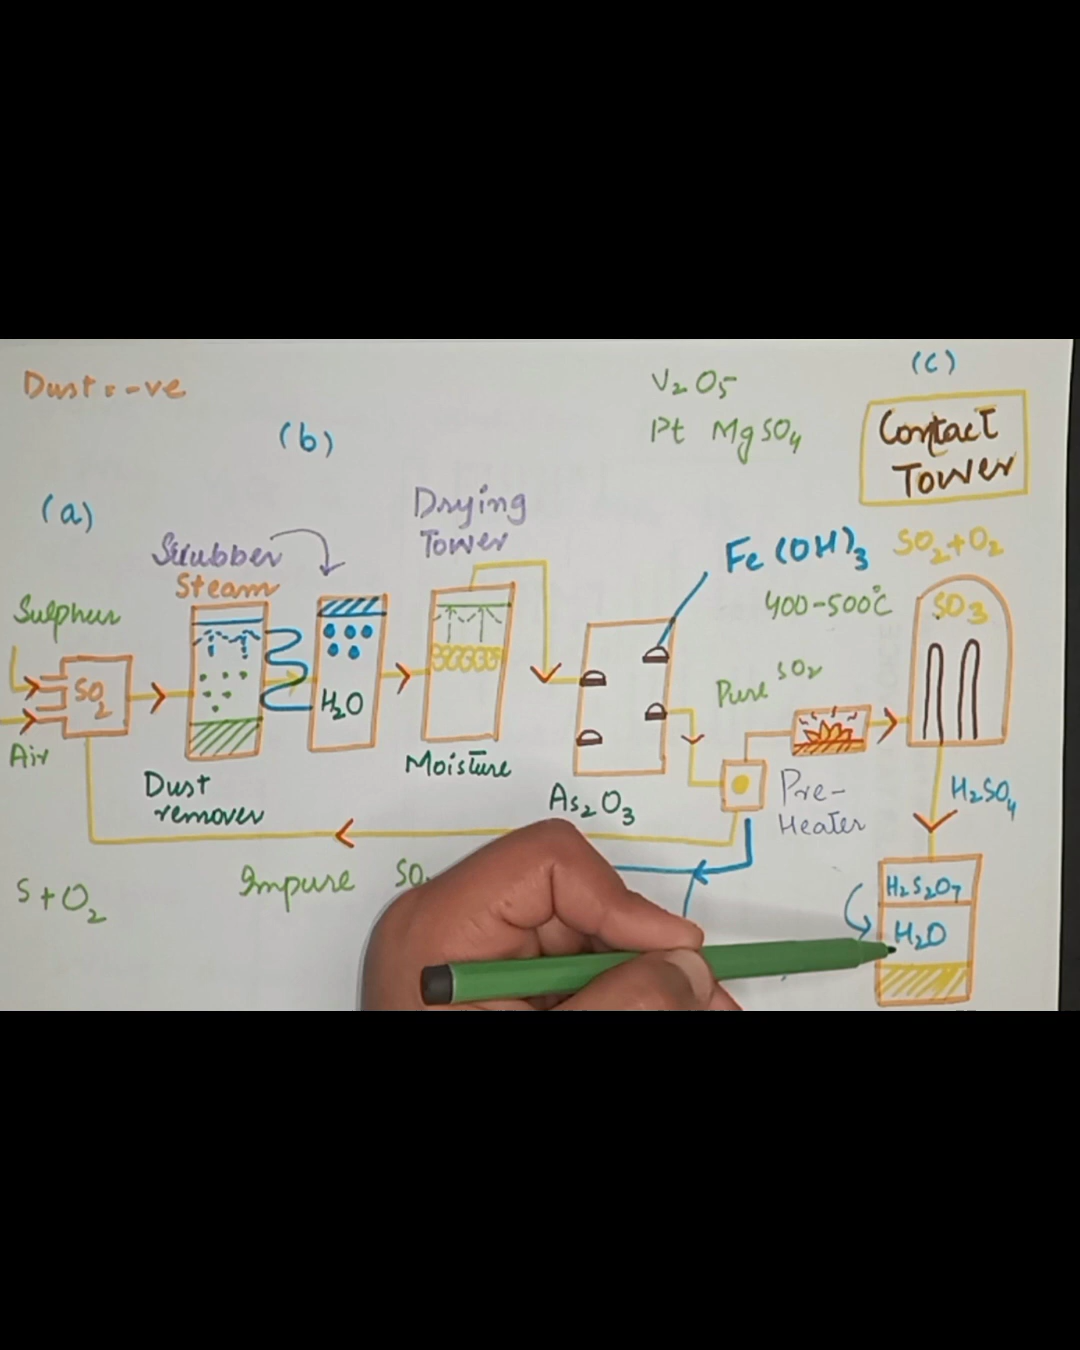 Dust = -ve
(b)
(a)
V2O5
Pt MgSO4
(c)
Contact
Tower
Drying
Tower
Scrubber
Steam
Fe(OH)3
SO2+O2
400-500°C
SO3
Sulphur
SO2
Air
H2O
Pure SO2
Moisture
Dust
remover
As2O3
Pre-
Heater
H2SO4
S+O2
Impure
H2S2O7
H2O